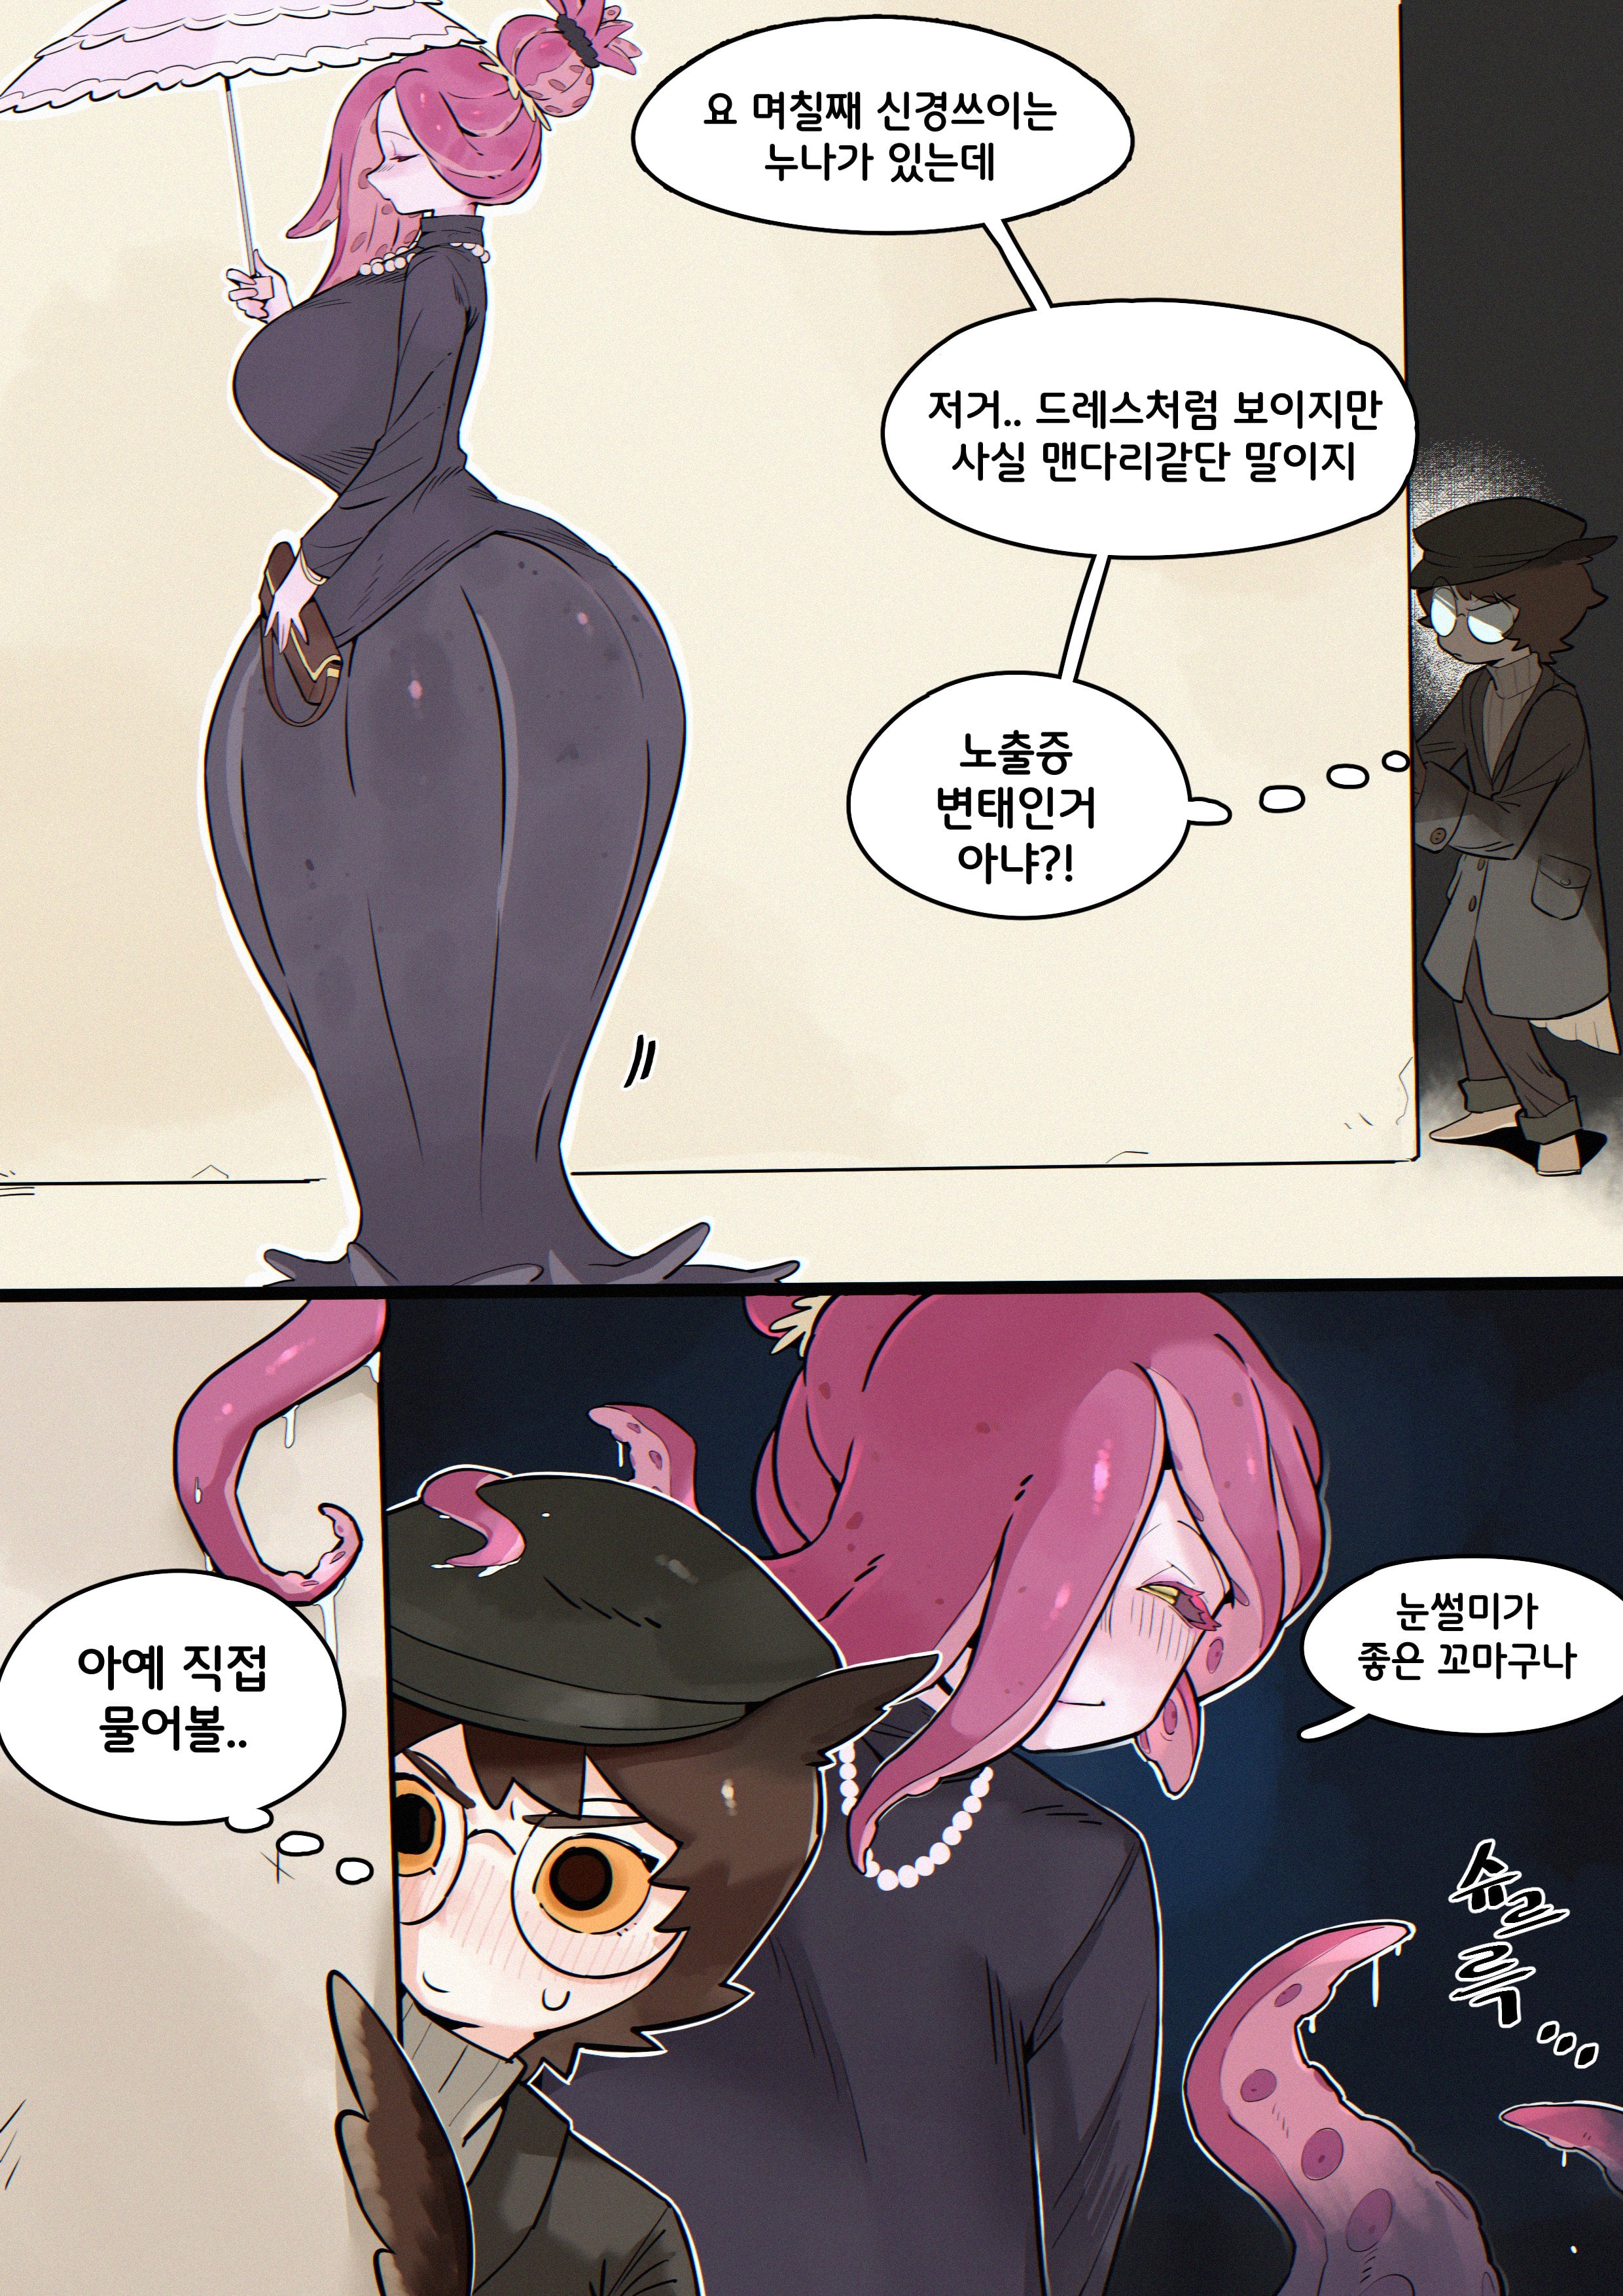 요 며칠째 신경쓰이는
누나가 있는데
저거.. 드레스처럼 보이지만
사실 맨다리같단 말이지
노출증
변태인거
아냐?!
아예 직접
물어볼..
눈썰미가
좋은 꼬마구나
슈르륵...